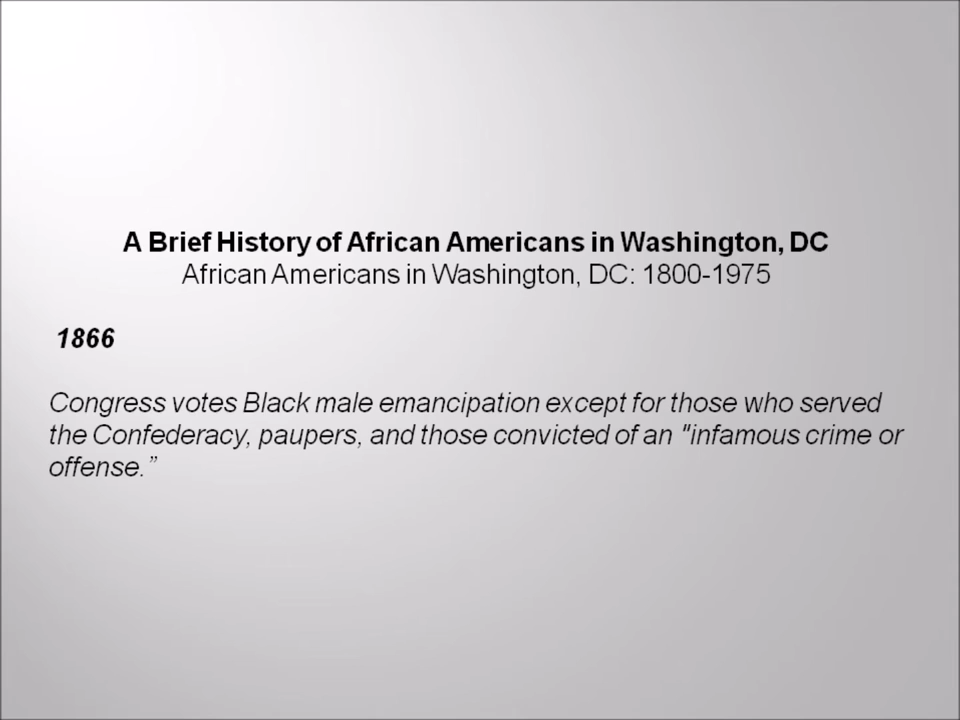 A Brief History of African Americans in Washington, DC
African Americans in Washington, DC: 1800-1975
1866
Congress votes Black male emancipation except for those who served
the Confederacy, paupers, and those convicted of an "infamous crime or
offense.”